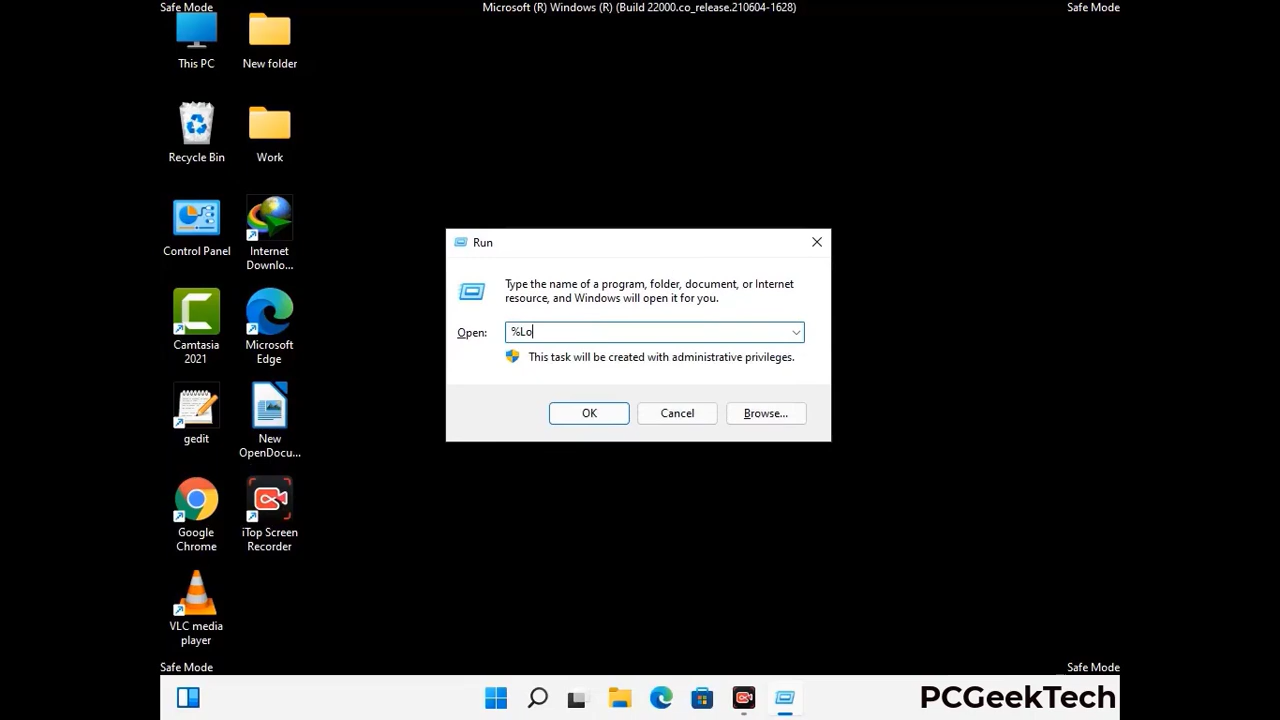 Safe Mode
Microsoft (R) Windows (R) (Build 22000.co_release.210604-1628)
Safe Mode
This PC
New folder
Recycle Bin
Work
Control Panel
Internet
Downlo...
Camtasia
2021
Microsoft
Edge
gedit
New
OpenDocu...
Google
Chrome
iTop Screen
Recorder
VLC media
player
Run
Type the name of a program, folder, document, or Internet
resource, and Windows will open it for you.
Open:
%Lo
This task will be created with administrative privileges.
OK
Cancel
Browse...
Safe Mode
Safe Mode
PCGeekTech